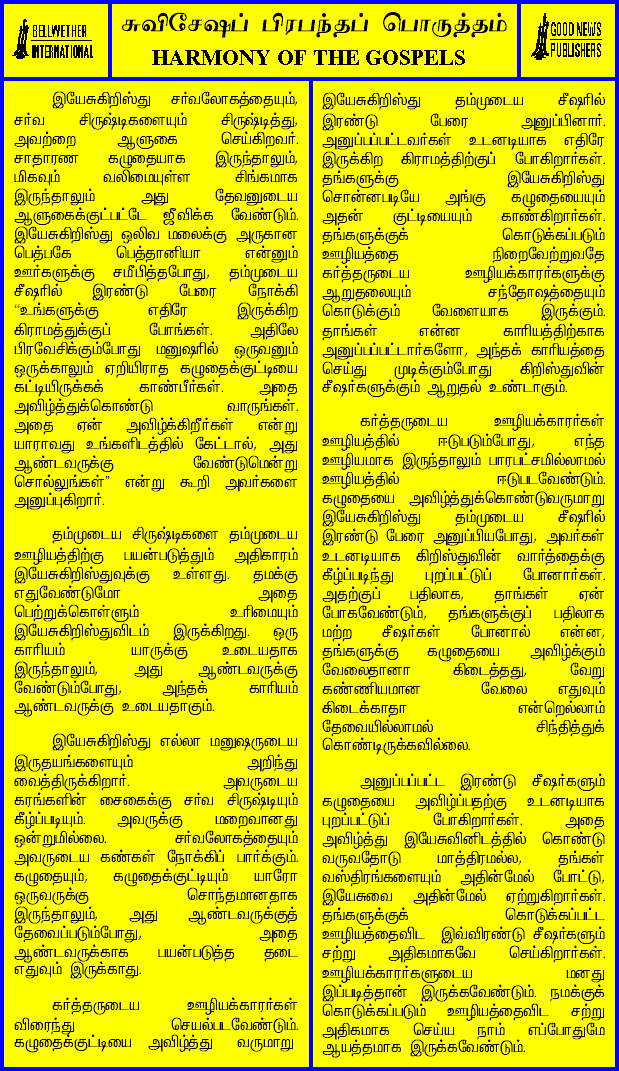 BELLWETHER
INTERNATIONAL
சுவிசேஷப் பிரபந்தப் பொருத்தம்
HARMONY OF THE GOSPELS
GOOD NEWS
PUBLISHERS
இயேசுகிறிஸ்து சர்வலோகத்தையும்,
சர்வ சிருஷ்டிகளையும் சிருஷ்டித்து,
அவற்றை ஆளுகை செய்கிறவர்.
சாதாரண கழுதையாக இருந்தாலும்,
மிகவும் வலிமையுள்ள சிங்கமாக
இருந்தாலும் அது தேவனுடைய
ஆளுகைக்குட்பட்டே ஜீவிக்க வேண்டும்.
இயேசுகிறிஸ்து ஒலிவ மலைக்கு அருகான
பெத்பகே பெத்தானியா என்னும்
ஊர்களுக்கு சமீபித்தபோது, தம்முடைய
சீஷரில் இரண்டு பேரை நோக்கி
“உங்களுக்கு எதிரே இருக்கிற
கிராமத்துக்குப் போங்கள். அதிலே
பிரவேசிக்கும்போது மனுஷரில் ஒருவனும்
ஒருக்காலும் ஏறியிராத கழுதைக்குட்டியை
கட்டியிருக்கக் காண்பீர்கள். அதை
அவிழ்த்துக்கொண்டு வாருங்கள்.
அதை ஏன் அவிழ்க்கிறீர்கள் என்று
யாராவது உங்களிடத்தில் கேட்டால், அது
ஆண்டவருக்கு வேண்டுமென்று
சொல்லுங்கள்” என்று கூறி அவர்களை
அனுப்புகிறார்.
தம்முடைய சிருஷ்டிகளை தம்முடைய
ஊழியத்திற்கு பயன்படுத்தும் அதிகாரம்
இயேசுகிறிஸ்துவுக்கு உள்ளது. தமக்கு
எதுவேண்டுமோ அதை
பெற்றுக்கொள்ளும் உரிமையும்
இயேசுகிறிஸ்துவிடம் இருக்கிறது. ஒரு
காரியம் யாருக்கு உடையதாக
இருந்தாலும், அது ஆண்டவருக்கு
வேண்டும்போது, அந்தக் காரியம்
ஆண்டவருக்கு உடையதாகும்.
இயேசுகிறிஸ்து எல்லா மனுஷருடைய
இருதயங்களையும் அறிந்து
வைத்திருக்கிறார். அவருடைய
கரங்களின் சைகைக்கு சர்வ சிருஷ்டியும்
கீழ்ப்படியும். அவருக்கு மறைவானது
ஒன்றுமில்லை. சர்வலோகத்தையும்
அவருடைய கண்கள் நோக்கிப் பார்க்கும்.
கழுதையும், கழுதைக்குட்டியும் யாரோ
ஒருவருக்கு சொந்தமானதாக
இருந்தாலும், அது ஆண்டவருக்குத்
தேவைப்படும்போது, அதை
ஆண்டவருக்காக பயன்படுத்த தடை
எதுவும் இருக்காது.
கர்த்தருடைய ஊழியக்காரர்கள்
விரைந்து செயல்படவேண்டும்.
கழுதைக்குட்டியை அவிழ்த்து வருமாறு
இயேசுகிறிஸ்து தம்முடைய சீஷரில்
இரண்டு பேரை அனுப்பினார்.
அனுப்பப்பட்டவர்கள் உடனடியாக எதிரே
இருக்கிற கிராமத்திற்குப் போகிறார்கள்.
தங்களுக்கு இயேசுகிறிஸ்து
சொன்னபடியே அங்கு கழுதையையும்
அதன் குட்டியையும் காண்கிறார்கள்.
தங்களுக்குக் கொடுக்கப்படும்
ஊழியத்தை நிறைவேற்றுவதே
கர்த்தருடைய ஊழியக்காரர்களுக்கு
ஆறுதலையும் சந்தோஷத்தையும்
கொடுக்கும் வேளையாக இருக்கும்.
தாங்கள் என்ன காரியத்திற்காக
அனுப்பப்பட்டார்களோ, அந்தக் காரியத்தை
செய்து முடிக்கும்போது கிறிஸ்துவின்
சீஷர்களுக்கும் ஆறுதல் உண்டாகும்.
கர்த்தருடைய ஊழியக்காரர்கள்
ஊழியத்தில் ஈடுபடும்போது, எந்த
ஊழியமாக இருந்தாலும் பாரபட்சமில்லாமல்
ஊழியத்தில் ஈடுபடவேண்டும்.
கழுதையை அவிழ்த்துக்கொண்டுவருமாறு
இயேசுகிறிஸ்து தம்முடைய சீஷரில்
இரண்டு பேரை அனுப்பியபோது, அவர்கள்
உடனடியாக கிறிஸ்துவின் வார்த்தைக்கு
கீழ்ப்படிந்து புறப்பட்டுப் போனார்கள்.
அதற்குப் பதிலாக, தாங்கள் ஏன்
போகவேண்டும், தங்களுக்குப் பதிலாக
மற்ற சீஷர்கள் போனால் என்ன,
தங்களுக்கு கழுதையை அவிழ்க்கும்
வேலைதானா கிடைத்தது, வேறு
கண்ணியமான வேலை எதுவும்
கிடைக்காதா என்றெல்லாம்
தேவையில்லாமல் சிந்தித்துக்
கொண்டிருக்கவில்லை.
அனுப்பப்பட்ட இரண்டு சீஷர்களும்
கழுதையை அவிழ்ப்பதற்கு உடனடியாக
புறப்பட்டுப் போகிறார்கள். அதை
அவிழ்த்து இயேசுவினிடத்தில் கொண்டு
வருவதோடு மாத்திரமல்ல, தங்கள்
வஸ்திரங்களையும் அதின்மேல் போட்டு,
இயேசுவை அதின்மேல் ஏற்றுகிறார்கள்.
தங்களுக்குக் கொடுக்கப்பட்ட
ஊழியத்தைவிட இவ்விரண்டு சீஷர்களும்
சற்று அதிகமாகவே செய்கிறார்கள்.
ஊழியக்காரர்களுடைய மனது
இப்படித்தான் இருக்கவேண்டும். நமக்குக்
கொடுக்கப்படும் ஊழியத்தைவிட சற்று
அதிகமாக செய்ய நாம் எப்போதுமே
ஆயத்தமாக இருக்கவேண்டும்.